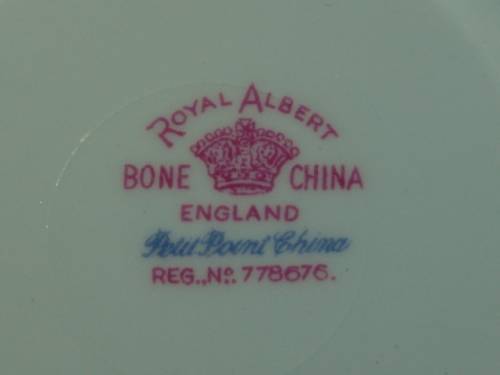 ROYAL ALBERT
BONE CHINA
ENGLAND
Petit Point China
REG., No. 778676.